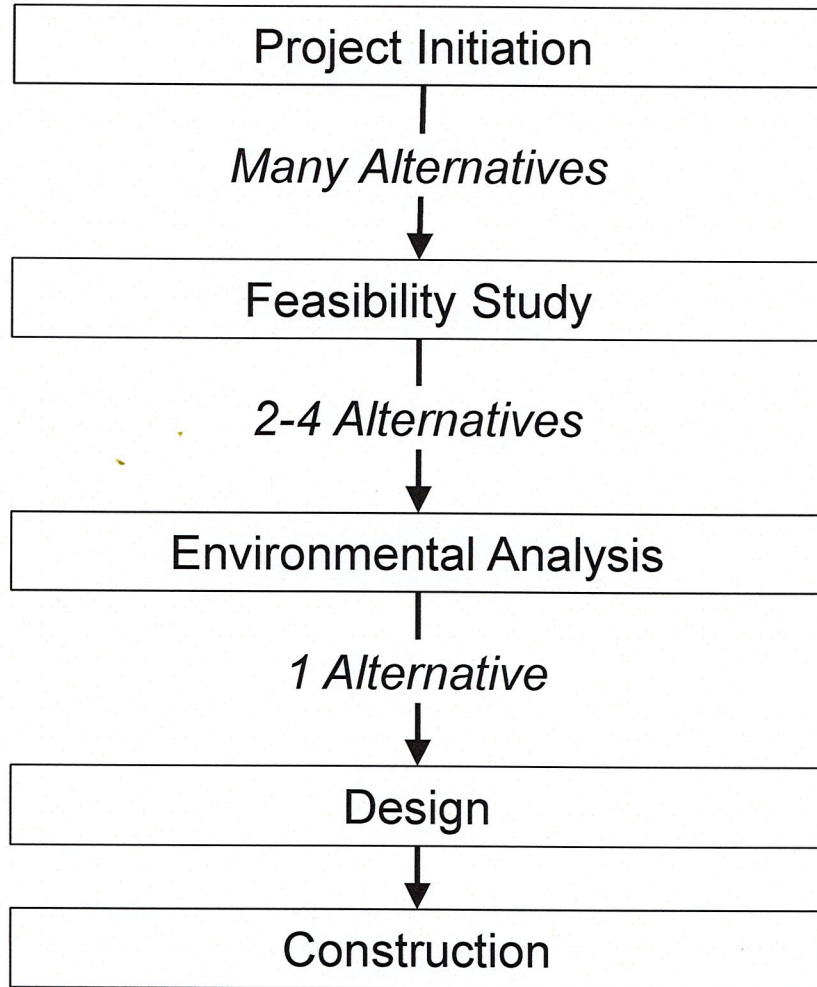 Project Initiation
Many Alternatives
Feasibility Study
2-4 Alternatives
Environmental Analysis
1 Alternative
Design
Construction